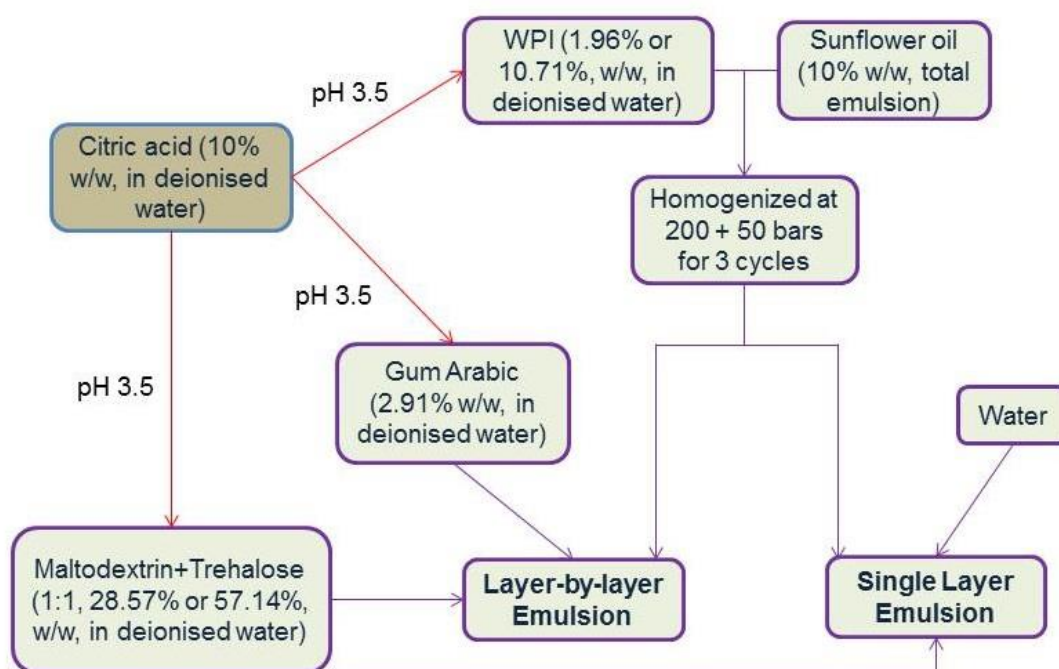 WPI (1.96% or
10.71%, w/w, in
deionised water)
Sunflower oil
(10% w/w, total
emulsion)
pH 3.5
Citric acid (10%
w/w, in deionised
water)
Homogenized at
200 + 50 bars
for 3 cycles
pH 3.5
pH 3.5
Gum Arabic
(2.91% w/w, in
deionised water)
Water
Maltodextrin+Trehalose
(1:1, 28.57% or 57.14%,
w/w, in deionised water)
Layer-by-layer
Emulsion
Single Layer
Emulsion